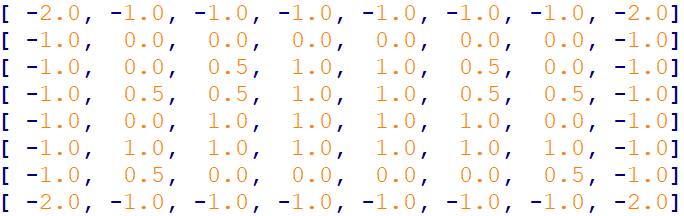 [ -2.0, -1.0, -1.0, -1.0, -1.0, -1.0, -1.0, -2.0]
[ -1.0,  0.0,  0.0,  0.0,  0.0,  0.0,  0.0, -1.0]
[ -1.0,  0.0,  0.5,  1.0,  1.0,  0.5,  0.0, -1.0]
[ -1.0,  0.5,  0.5,  1.0,  1.0,  0.5,  0.5, -1.0]
[ -1.0,  0.0,  1.0,  1.0,  1.0,  1.0,  0.0, -1.0]
[ -1.0,  1.0,  1.0,  1.0,  1.0,  1.0,  1.0, -1.0]
[ -1.0,  0.5,  0.0,  0.0,  0.0,  0.0,  0.5, -1.0]
[ -2.0, -1.0, -1.0, -1.0, -1.0, -1.0, -1.0, -2.0]